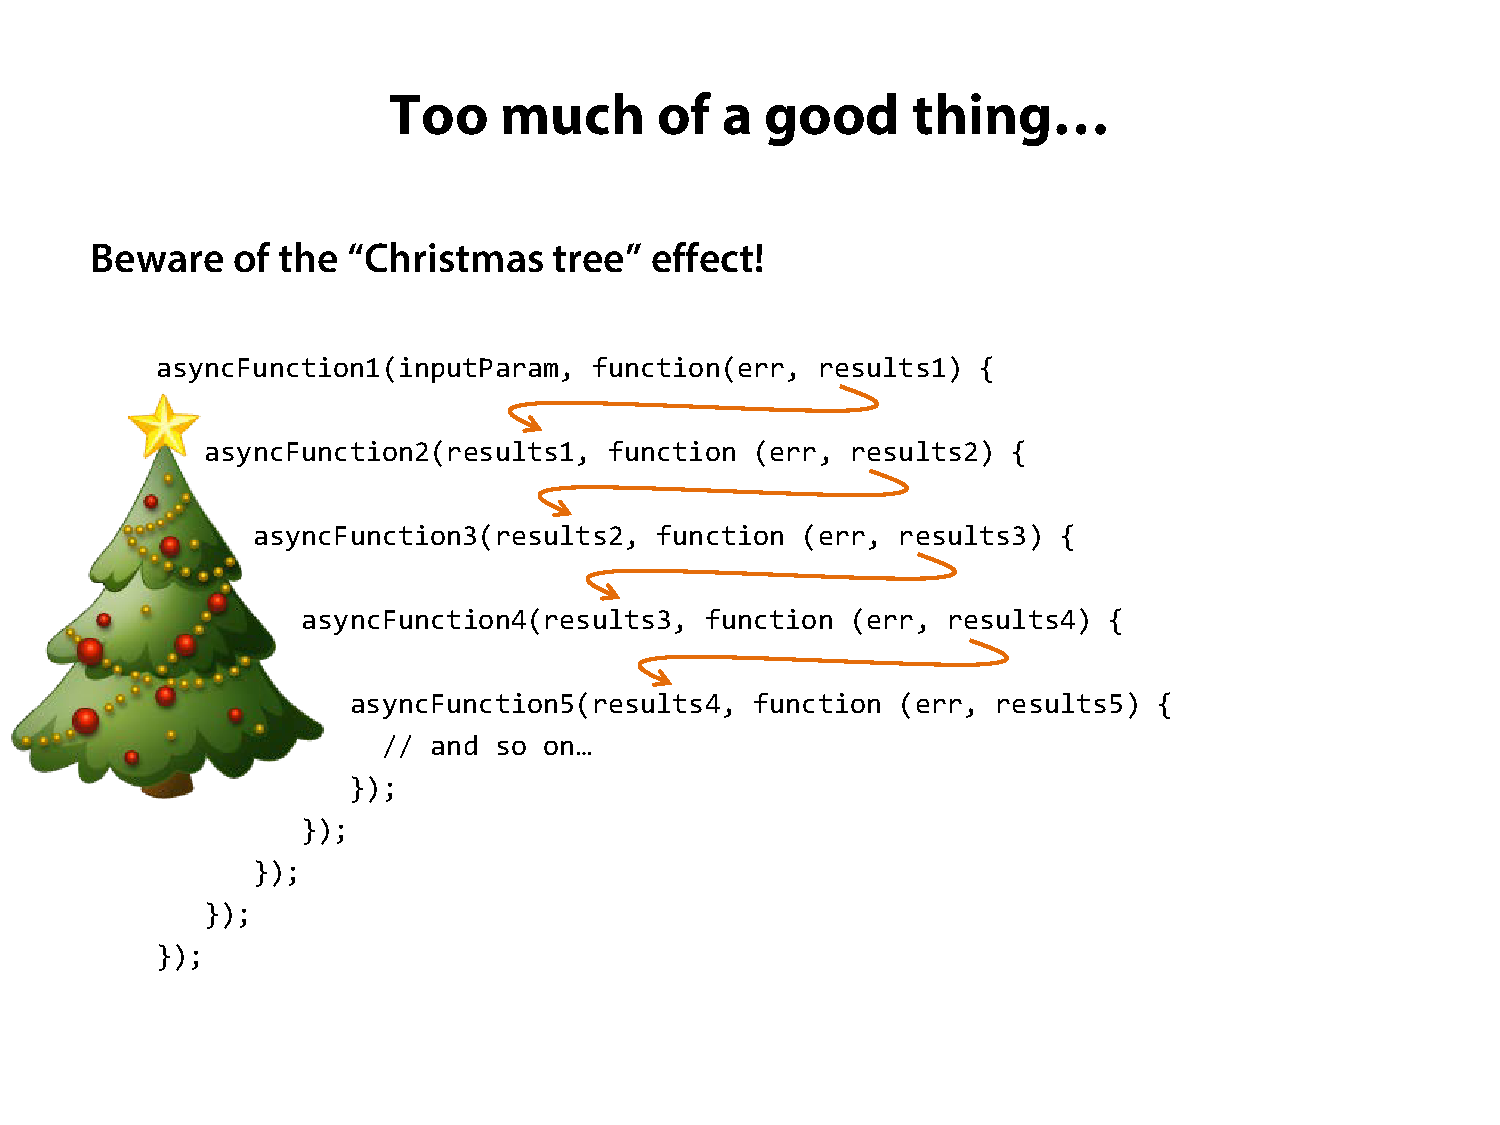 Too much of a good thing…
Beware of the “Christmas tree” effect!
asyncFunction1(inputParam, function(err, results1) {
asyncFunction2(results1, function (err, results2) {
asyncFunction3(results2, function (err, results3) {
asyncFunction4(results3, function (err, results4) {
asyncFunction5(results4, function (err, results5) {
// and so on…
});
});
});
});
});